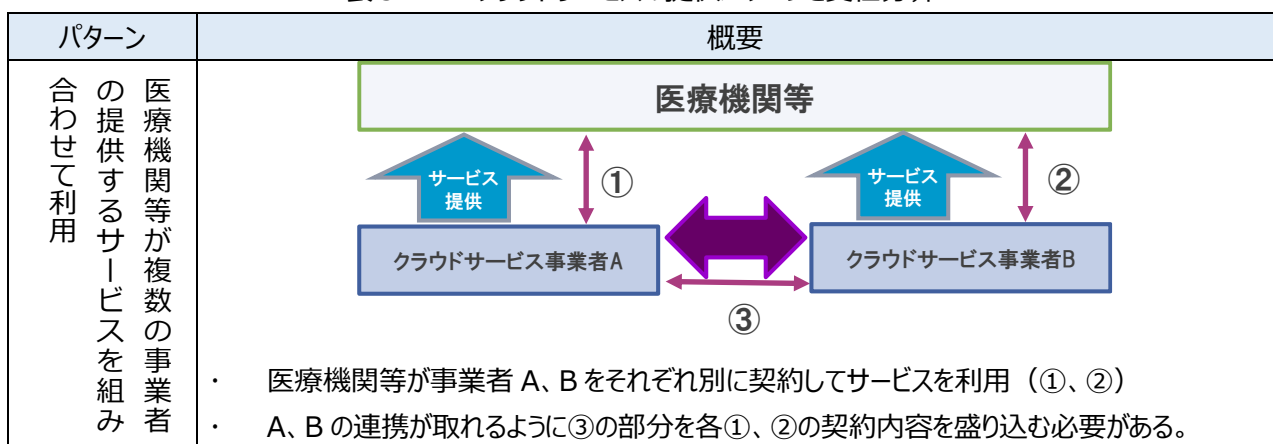 パターン
概要
医療機関等が複数の事業者
の提供するサービスを組み
合わせて利用
医療機関等
サービス
提供
①
サービス
提供
②
クラウドサービス事業者A
クラウドサービス事業者B
③
・ 医療機関等が事業者 A、B をそれぞれ別に契約してサービスを利用（①、②）
・ A、B の連携が取れるように③の部分を各①、②の契約内容を盛り込む必要がある。